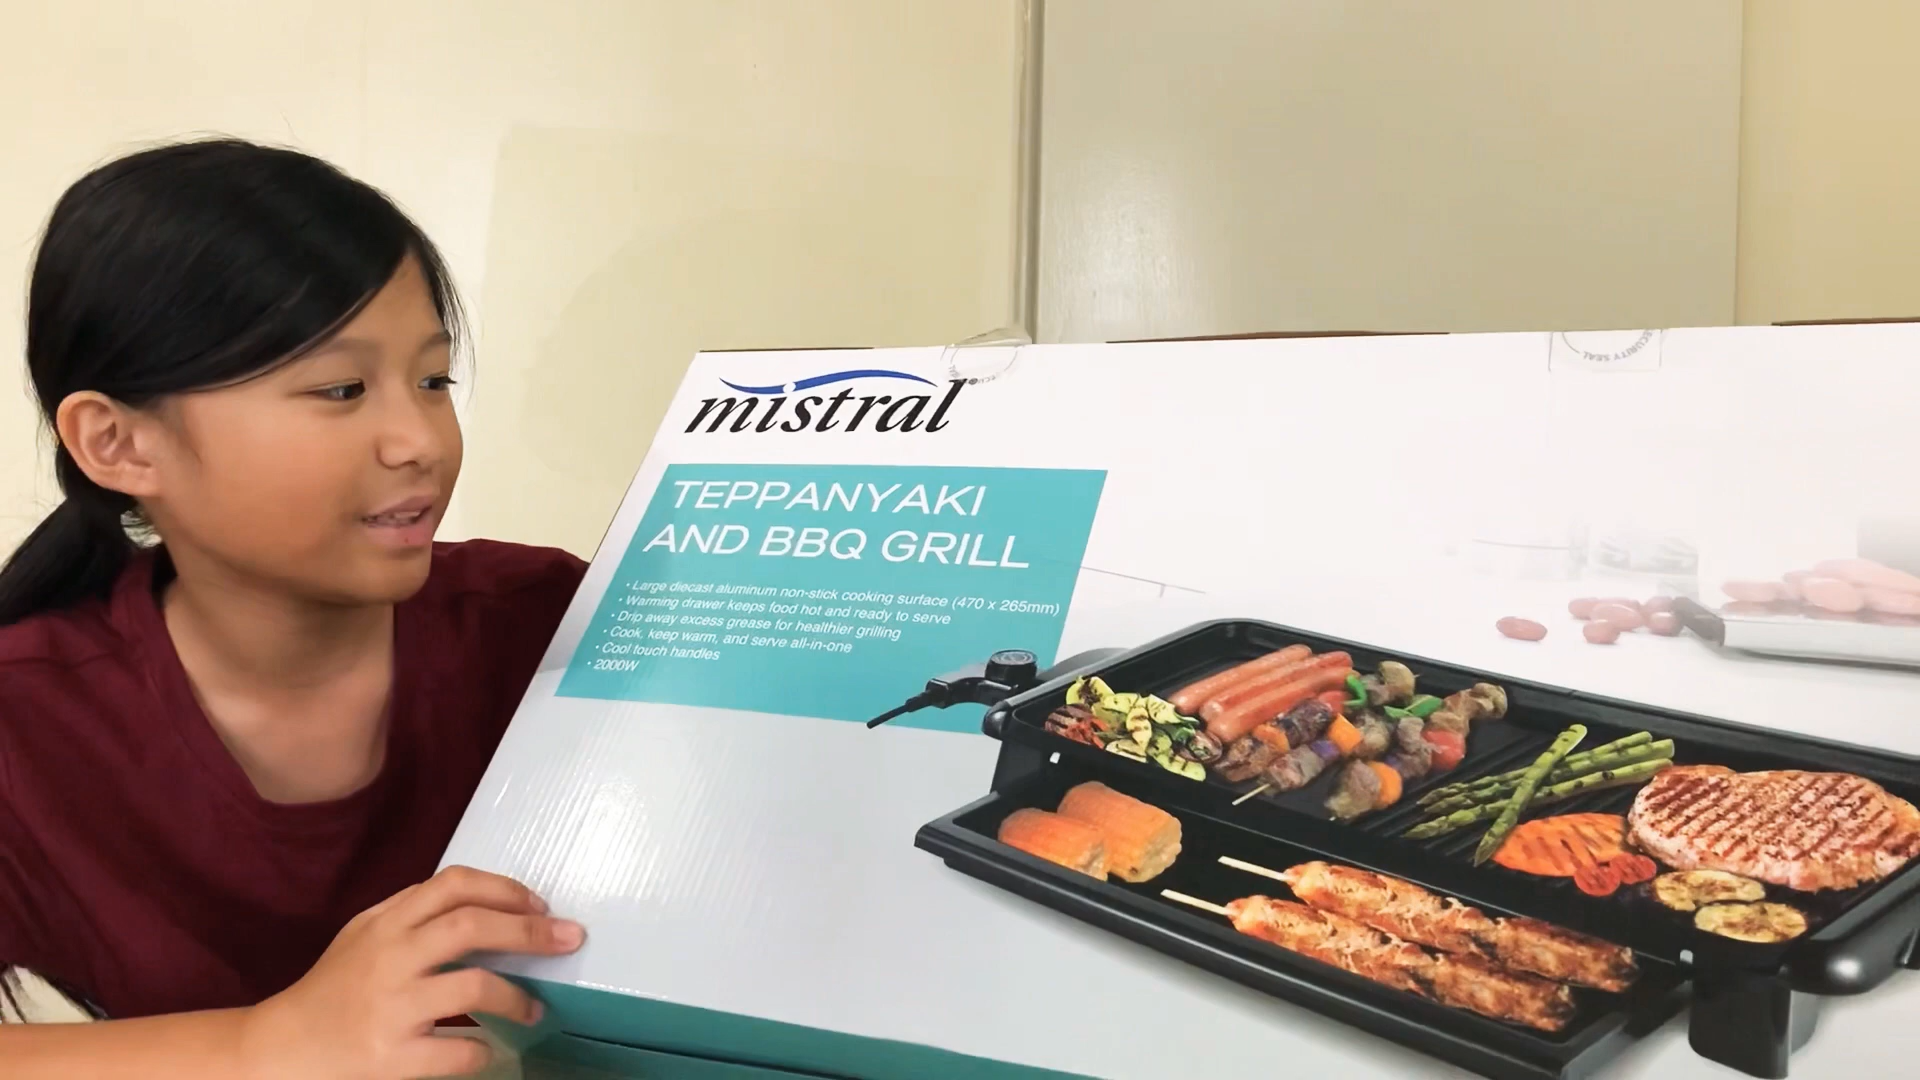 mistral
TEPPANYAKI
AND BBQ GRILL
• Large diecast aluminum non-stick cooking surface (470 x 265mm)
• Warming drawer keeps food hot and ready to serve
• Drip away excess grease for healthier grilling
• Cook, keep warm, and serve all-in-one
• Cool touch handles
• 2000W
SECURITY SEAL